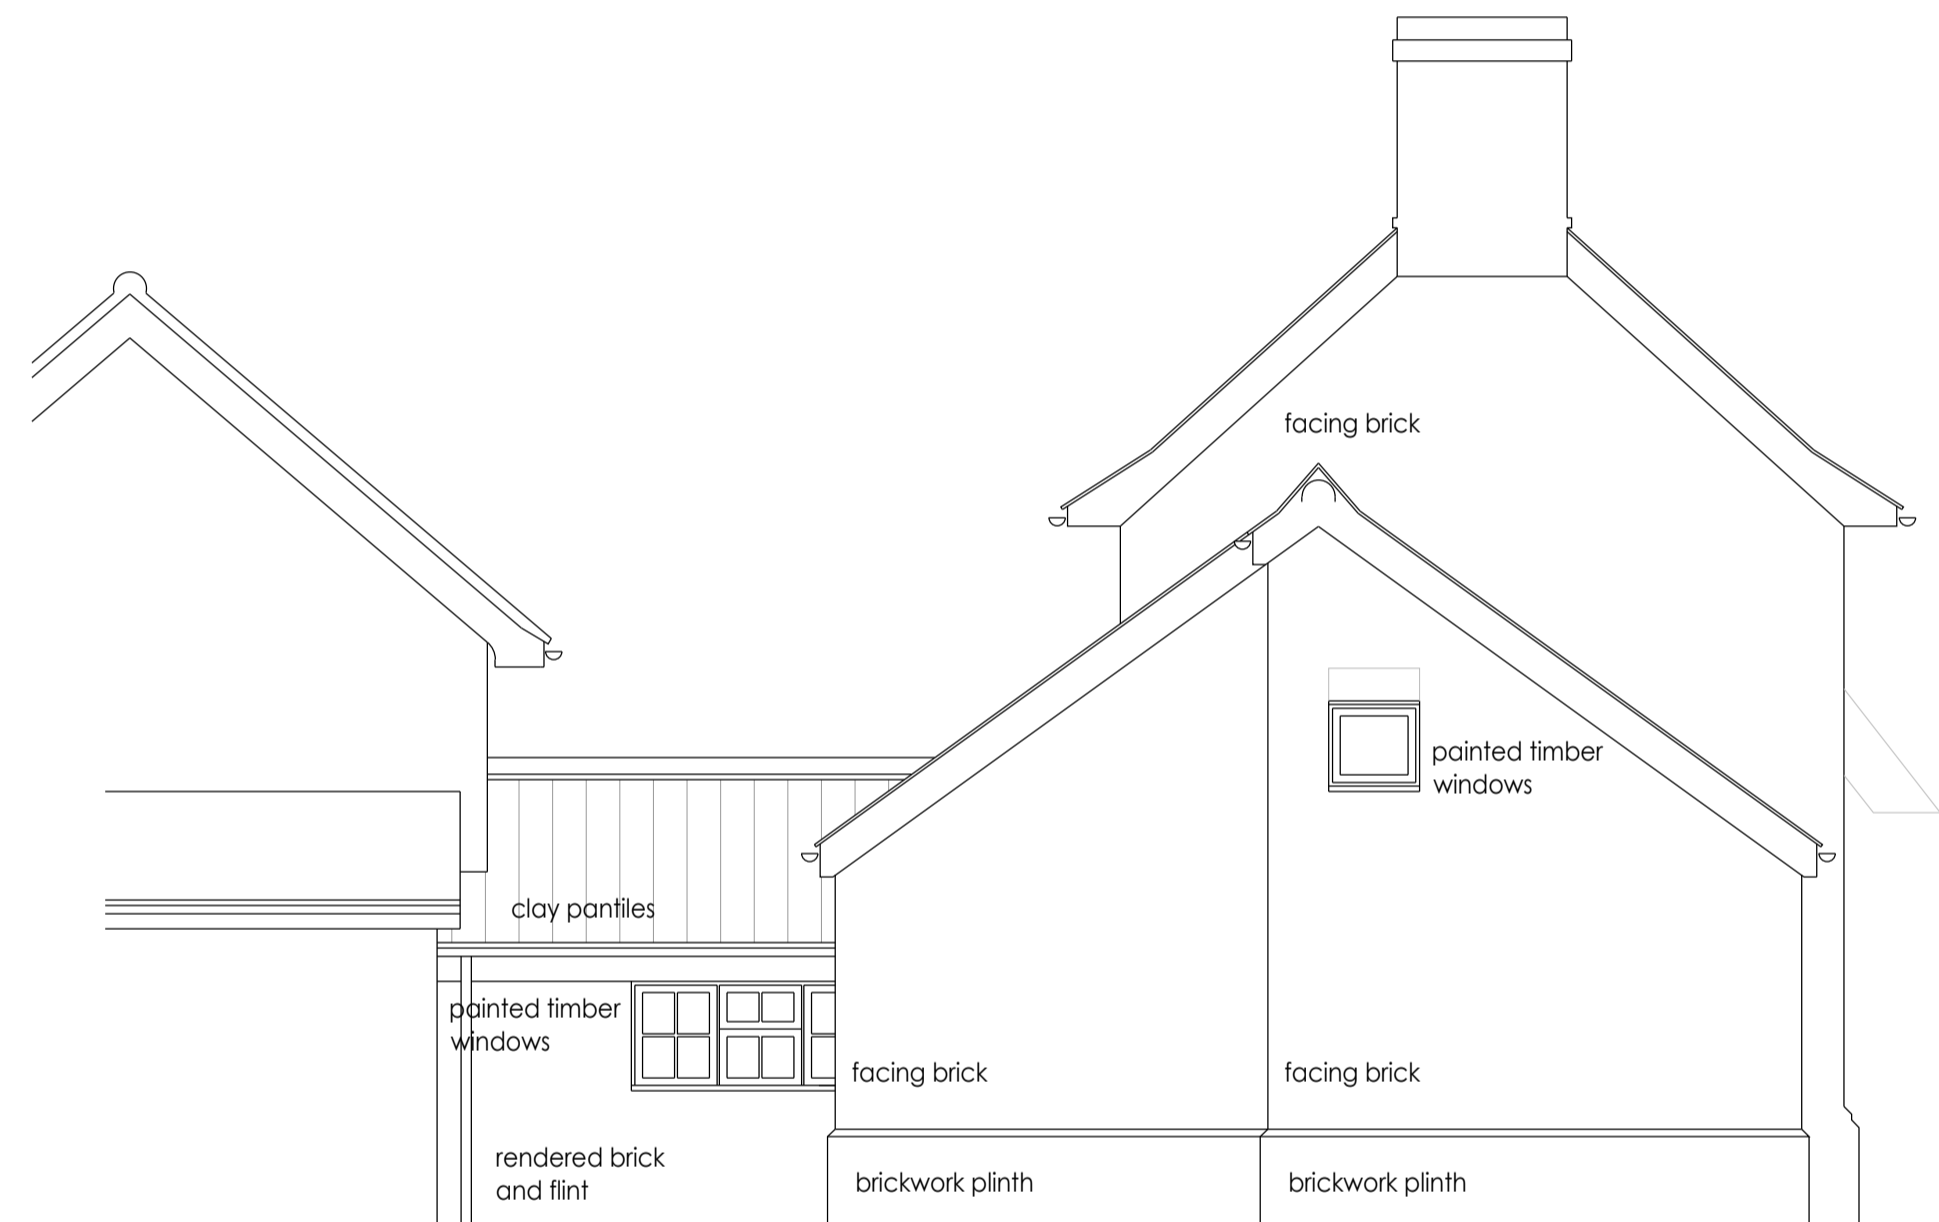 facing brick
painted timber
windows
clay pantiles
painted timber
windows
facing brick
facing brick
rendered brick
and flint
brickwork plinth
brickwork plinth